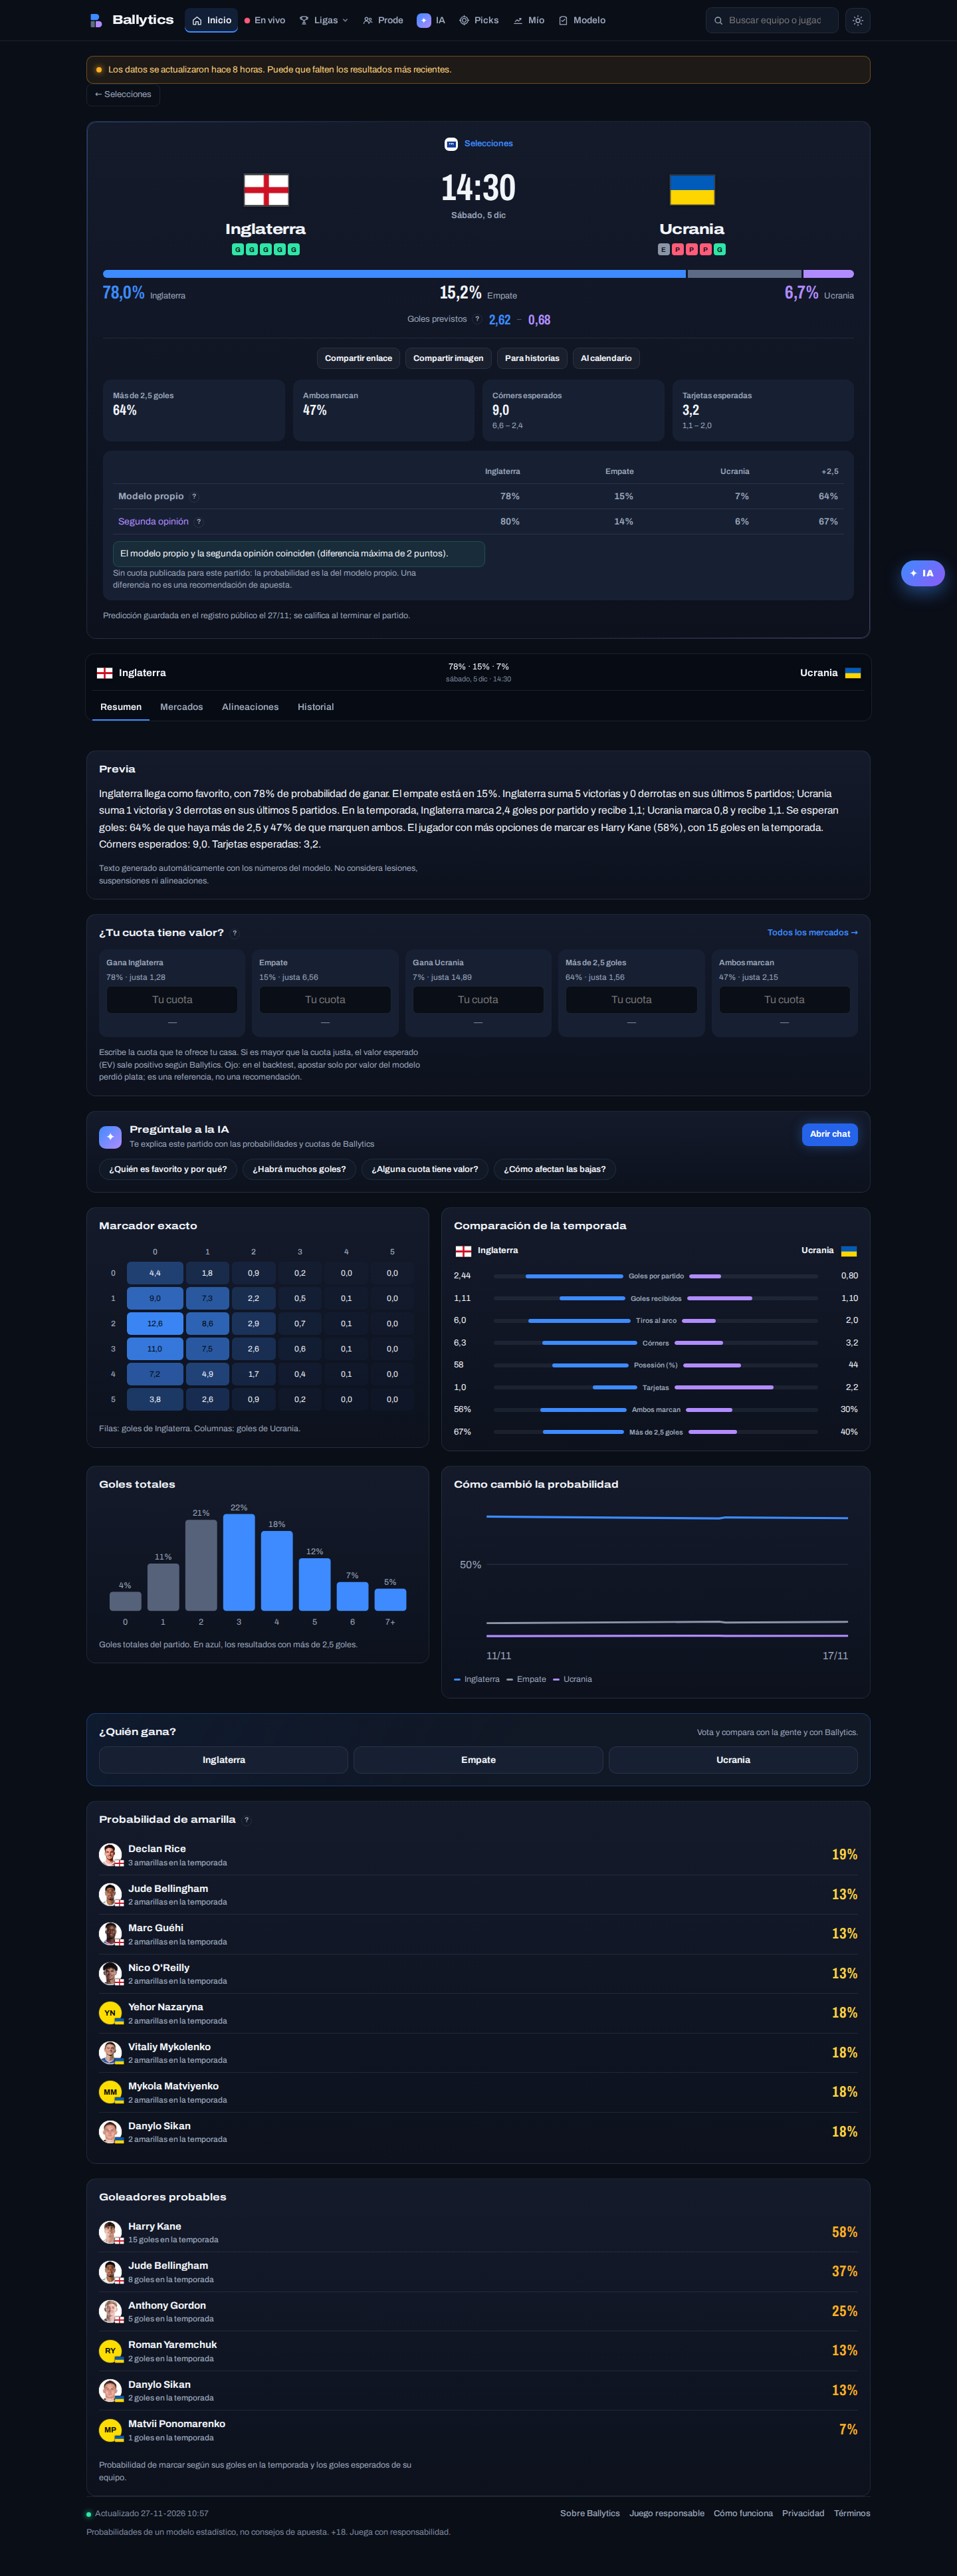 Ballytics
Inicio
En vivo
Ligas
Prode
IA
Picks
Mío
Modelo
Buscar equipo o jugad
Los datos se actualizaron hace 8 horas. Puede que falten los resultados más recientes.
← Selecciones
Selecciones
14:30
Sábado, 5 dic
Inglaterra
G G G G G
Ucrania
E P P P G
78,0% Inglaterra
15,2% Empate
6,7% Ucrania
Goles previstos ? 2,62 – 0,68
Compartir enlace
Compartir imagen
Para historias
Al calendario
Más de 2,5 goles
64%
Ambos marcan
47%
Córners esperados
9,0
6,6 – 2,4
Tarjetas esperadas
3,2
1,1 – 2,0
Inglaterra Empate Ucrania +2,5
Modelo propio ? 78% 15% 7% 64%
Segunda opinión ? 80% 14% 6% 67%
El modelo propio y la segunda opinión coinciden (diferencia máxima de 2 puntos).
Sin cuota publicada para este partido: la probabilidad es la del modelo propio. Una
diferencia no es una recomendación de apuesta.
Predicción guardada en el registro público el 27/11; se califica al terminar el partido.
IA
Inglaterra
78% · 15% · 7%
sábado, 5 dic · 14:30
Ucrania
Resumen
Mercados
Alineaciones
Historial
Previa
Inglaterra llega como favorito, con 78% de probabilidad de ganar. El empate está en 15%. Inglaterra suma 5 victorias y 0 derrotas en sus últimos 5 partidos; Ucrania
suma 1 victoria y 3 derrotas en sus últimos 5 partidos. En la temporada, Inglaterra marca 2,4 goles por partido y recibe 1,1; Ucrania marca 0,8 y recibe 1,1. Se esperan
goles: 64% de que haya más de 2,5 y 47% de que marquen ambos. El jugador con más opciones de marcar es Harry Kane (58%), con 15 goles en la temporada.
Córners esperados: 9,0. Tarjetas esperadas: 3,2.
Texto generado automáticamente con los números del modelo. No considera lesiones,
suspensiones ni alineaciones.
¿Tu cuota tiene valor? ?
Todos los mercados →
Gana Inglaterra
78% · justa 1,28
Tu cuota
—
Empate
15% · justa 6,56
Tu cuota
—
Gana Ucrania
7% · justa 14,89
Tu cuota
—
Más de 2,5 goles
64% · justa 1,56
Tu cuota
—
Ambos marcan
47% · justa 2,15
Tu cuota
—
Escribe la cuota que te ofrece tu casa. Si es mayor que la cuota justa, el valor esperado
(EV) sale positivo según Ballytics. Ojo: en el backtest, apostar solo por valor del modelo
perdió plata; es una referencia, no una recomendación.
Pregúntale a la IA
Te explica este partido con las probabilidades y cuotas de Ballytics
Abrir chat
¿Quién es favorito y por qué?
¿Habrá muchos goles?
¿Alguna cuota tiene valor?
¿Cómo afectan las bajas?
Marcador exacto
0 1 2 3 4 5
0 4,4 1,8 0,9 0,2 0,0 0,0
1 9,0 7,3 2,2 0,5 0,1 0,0
2 12,6 8,6 2,9 0,7 0,1 0,0
3 11,0 7,5 2,6 0,6 0,1 0,0
4 7,2 4,9 1,7 0,4 0,1 0,0
5 3,8 2,6 0,9 0,2 0,0 0,0
Filas: goles de Inglaterra. Columnas: goles de Ucrania.
Comparación de la temporada
Inglaterra Ucrania
2,44 Goles por partido 0,80
1,11 Goles recibidos 1,10
6,0 Tiros al arco 2,0
6,3 Córners 3,2
58 Posesión (%) 44
1,0 Tarjetas 2,2
56% Ambos marcan 30%
67% Más de 2,5 goles 40%
Goles totales
4% 11% 21% 22% 18% 12% 7% 5%
0 1 2 3 4 5 6 7+
Goles totales del partido. En azul, los resultados con más de 2,5 goles.
Cómo cambió la probabilidad
50%
11/11 17/11
Inglaterra Empate Ucrania
¿Quién gana?
Vota y compara con la gente y con Ballytics.
Inglaterra
Empate
Ucrania
Probabilidad de amarilla ?
Declan Rice
3 amarillas en la temporada
19%
Jude Bellingham
2 amarillas en la temporada
13%
Marc Guéhi
2 amarillas en la temporada
13%
Nico O'Reilly
2 amarillas en la temporada
13%
YN
Yehor Nazaryna
2 amarillas en la temporada
18%
Vitaliy Mykolenko
2 amarillas en la temporada
18%
MM
Mykola Matviyenko
2 amarillas en la temporada
18%
Danylo Sikan
2 amarillas en la temporada
18%
Goleadores probables
Harry Kane
15 goles en la temporada
58%
Jude Bellingham
8 goles en la temporada
37%
Anthony Gordon
5 goles en la temporada
25%
RY
Roman Yaremchuk
2 goles en la temporada
13%
Danylo Sikan
2 goles en la temporada
13%
MP
Matvii Ponomarenko
1 goles en la temporada
7%
Probabilidad de marcar según sus goles en la temporada y los goles esperados de su
equipo.
Actualizado 27-11-2026 10:57
Sobre Ballytics
Juego responsable
Cómo funciona
Privacidad
Términos
Probabilidades de un modelo estadístico, no consejos de apuesta. +18. Juega con responsabilidad.